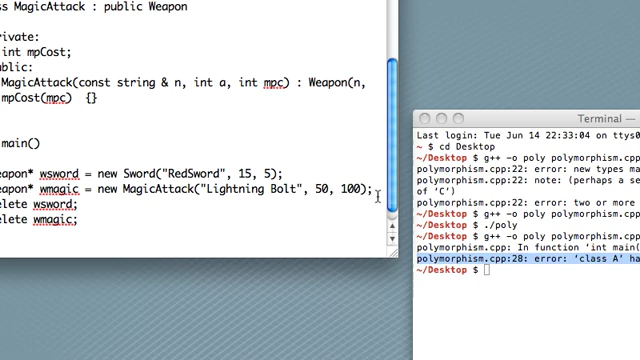 ss MagicAttack : public Weapon
rivate:
int mpCost;
ublic:
MagicAttack(const string & n, int a, int mpc) : Weapon(n,
mpCost(mpc) {}
main()
eapon* wsword = new Sword("RedSword", 15, 5);
eapon* wmagic = new MagicAttack("Lightning Bolt", 50, 100);
elete wsword;
elete wmagic;
Terminal —
Last login: Tue Jun 14 22:33:04 on ttys0
~ $ cd Desktop
~/Desktop $ g++ -o poly polymorphism.cpp
polymorphism.cpp:22: error: new types ma
polymorphism.cpp:22: note: (perhaps a se
of ‘C’)
polymorphism.cpp:22: error: two or more
~/Desktop $ g++ -o poly polymorphism.cpp
~/Desktop $ ./poly
~/Desktop $ g++ -o poly polymorphism.cpp
polymorphism.cpp: In function ‘int main(
polymorphism.cpp:28: error: ‘class A’ ha
~/Desktop $